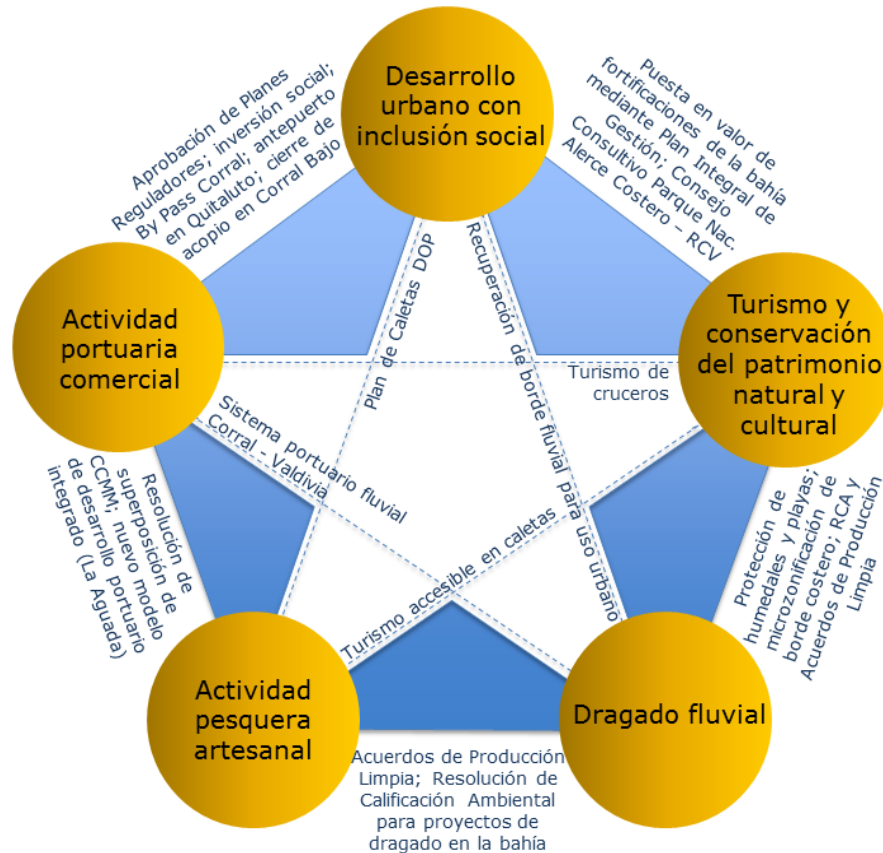 Desarrollo
urbano con
inclusión social
Aprobación de Planes
Reguladores; inversión social;
By Pass Corral; antepuerto
en Quitaluto; cierre de
acopio en Corral Bajo
Puesta en valor de
fortificaciones de la bahía
mediante Plan Integral de
Gestión; Consejo
Consultivo Parque Nac.
Alerce Costero – RCV
Actividad
portuaria
comercial
Turismo y
conservación
del patrimonio
natural y
cultural
Plan de Caletas DOP
Recuperación de borde fluvial para uso urbano
Turismo de
cruceros
Sistema portuario fluvial
Corral - Valdivia
Turismo accesible en caletas
Resolución de
superposición de
CCMM; nuevo modelo
de desarrollo portuario
integrado (La Aguada)
Protección de
humedales y playas;
microzonificación de
borde costero; RCA y
Acuerdos de Producción
Limpia
Actividad
pesquera
artesanal
Dragado fluvial
Acuerdos de Producción
Limpia; Resolución de
Calificación Ambiental
para proyectos de
dragado en la bahía